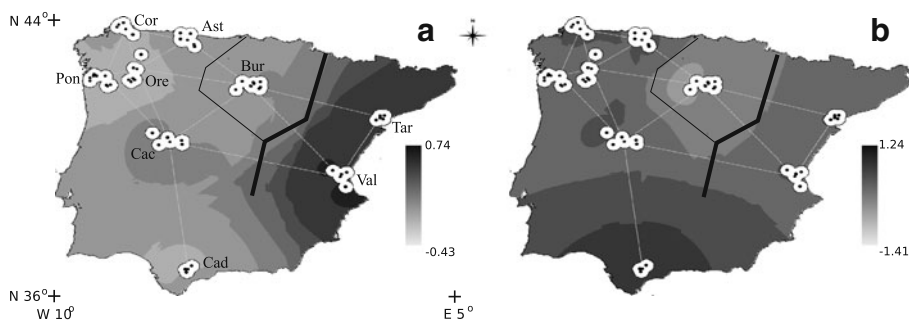 N 44° Cor Ast a b
Pon Ore Bur
Tar
Cac 0.74 1.24
Val
-0.43 -1.41
Cad
N 36°
W 10° E 5°